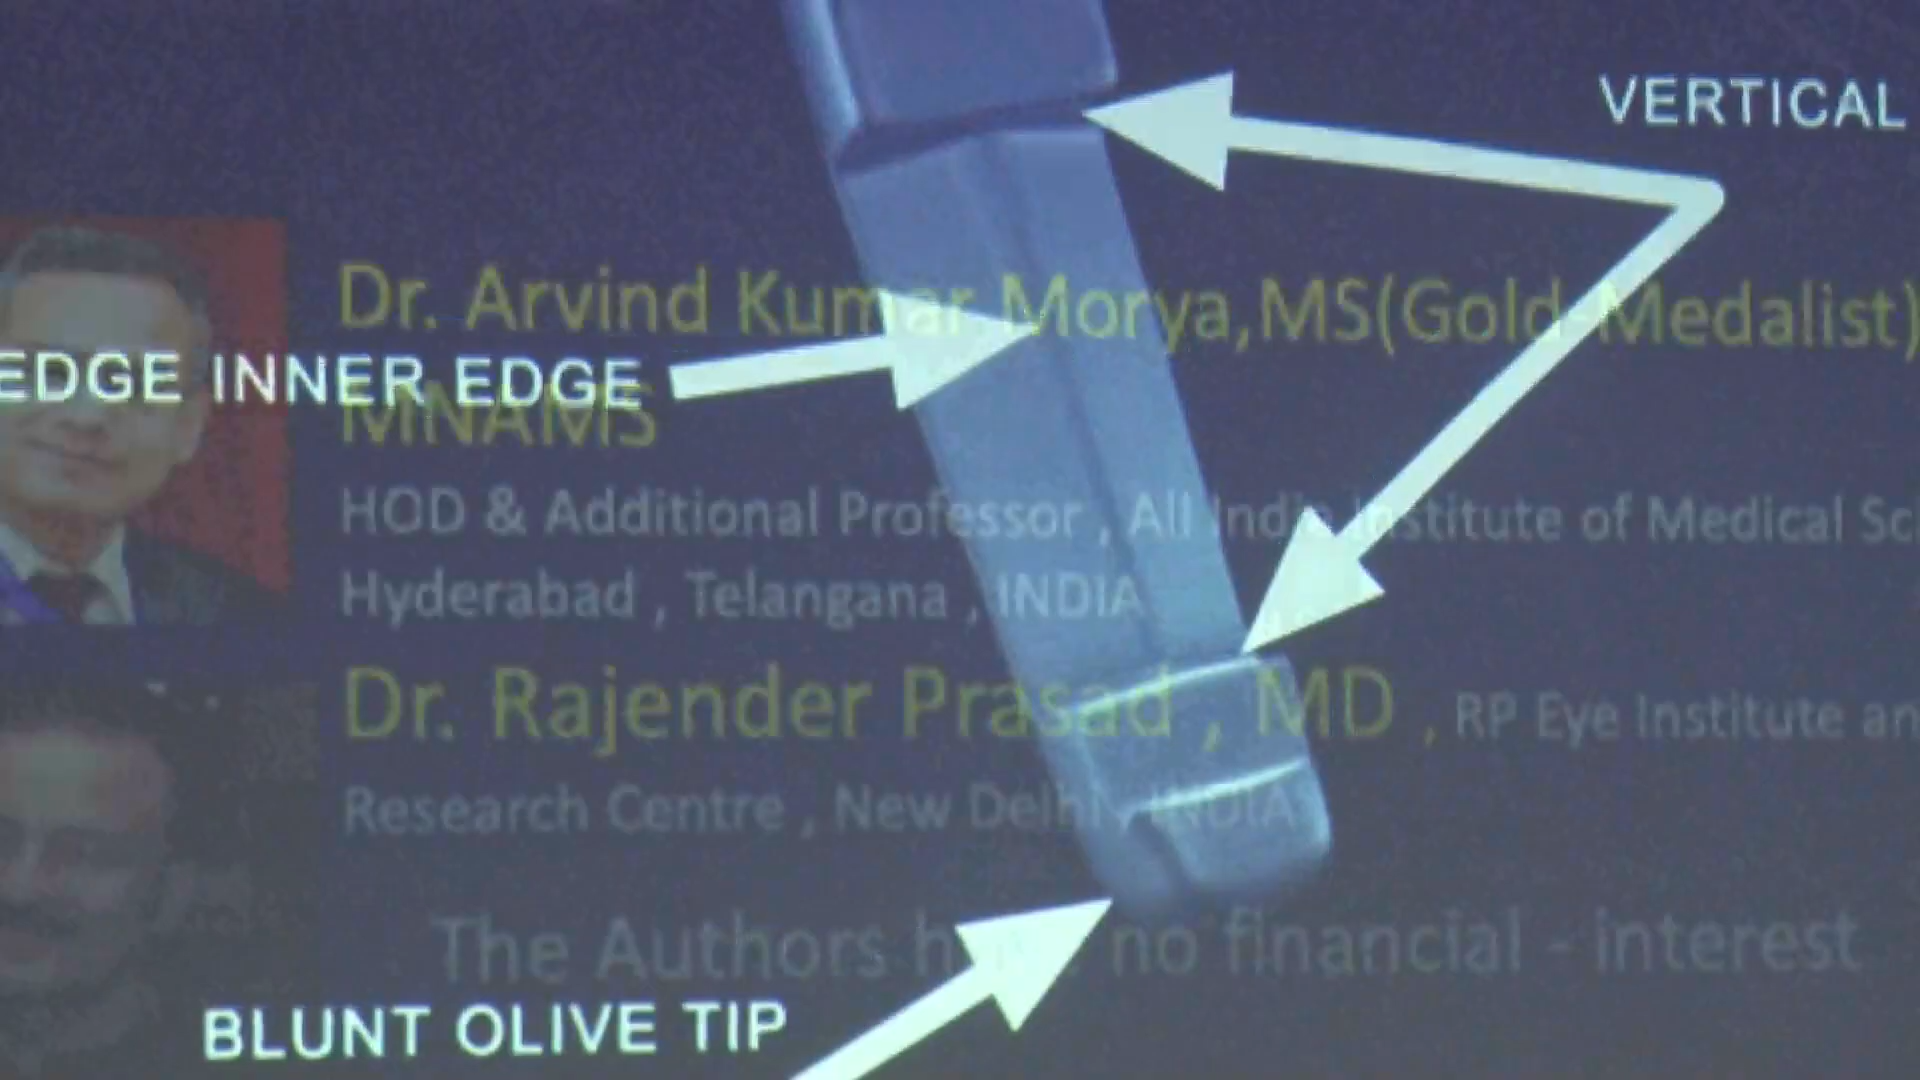 VERTICAL
Dr. Arvind Kumar Morya,MS(Gold-Medalist)
EDGE INNER EDGE
MNAMS
HOD & Additional Professor , All India Institute of Medical
Hyderabad , Telangana , INDIA
Dr. Rajender Prasad , MD , RP Eye Institute
Research Centre , New Delhi , INDIA
The Authors have no financial - interest
BLUNT OLIVE TIP